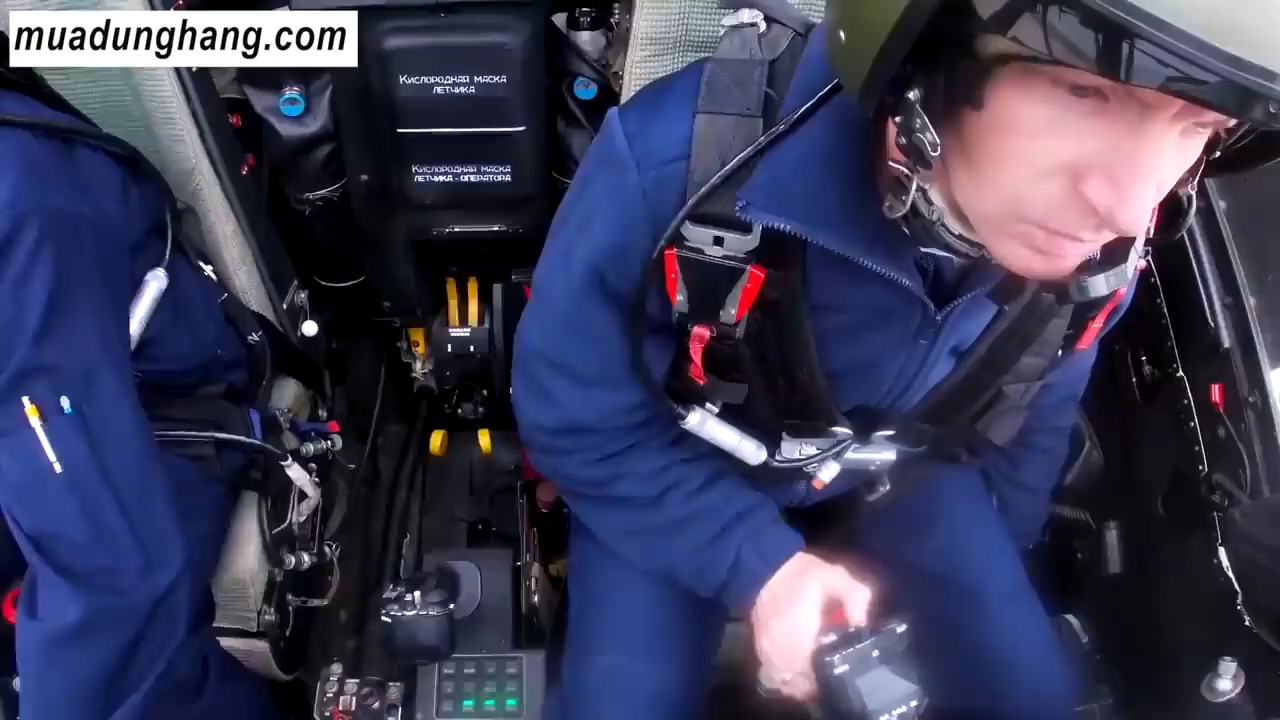 muadunghang.com
Кислородная маска
летчика
Кислородная маска
летчика - оператора